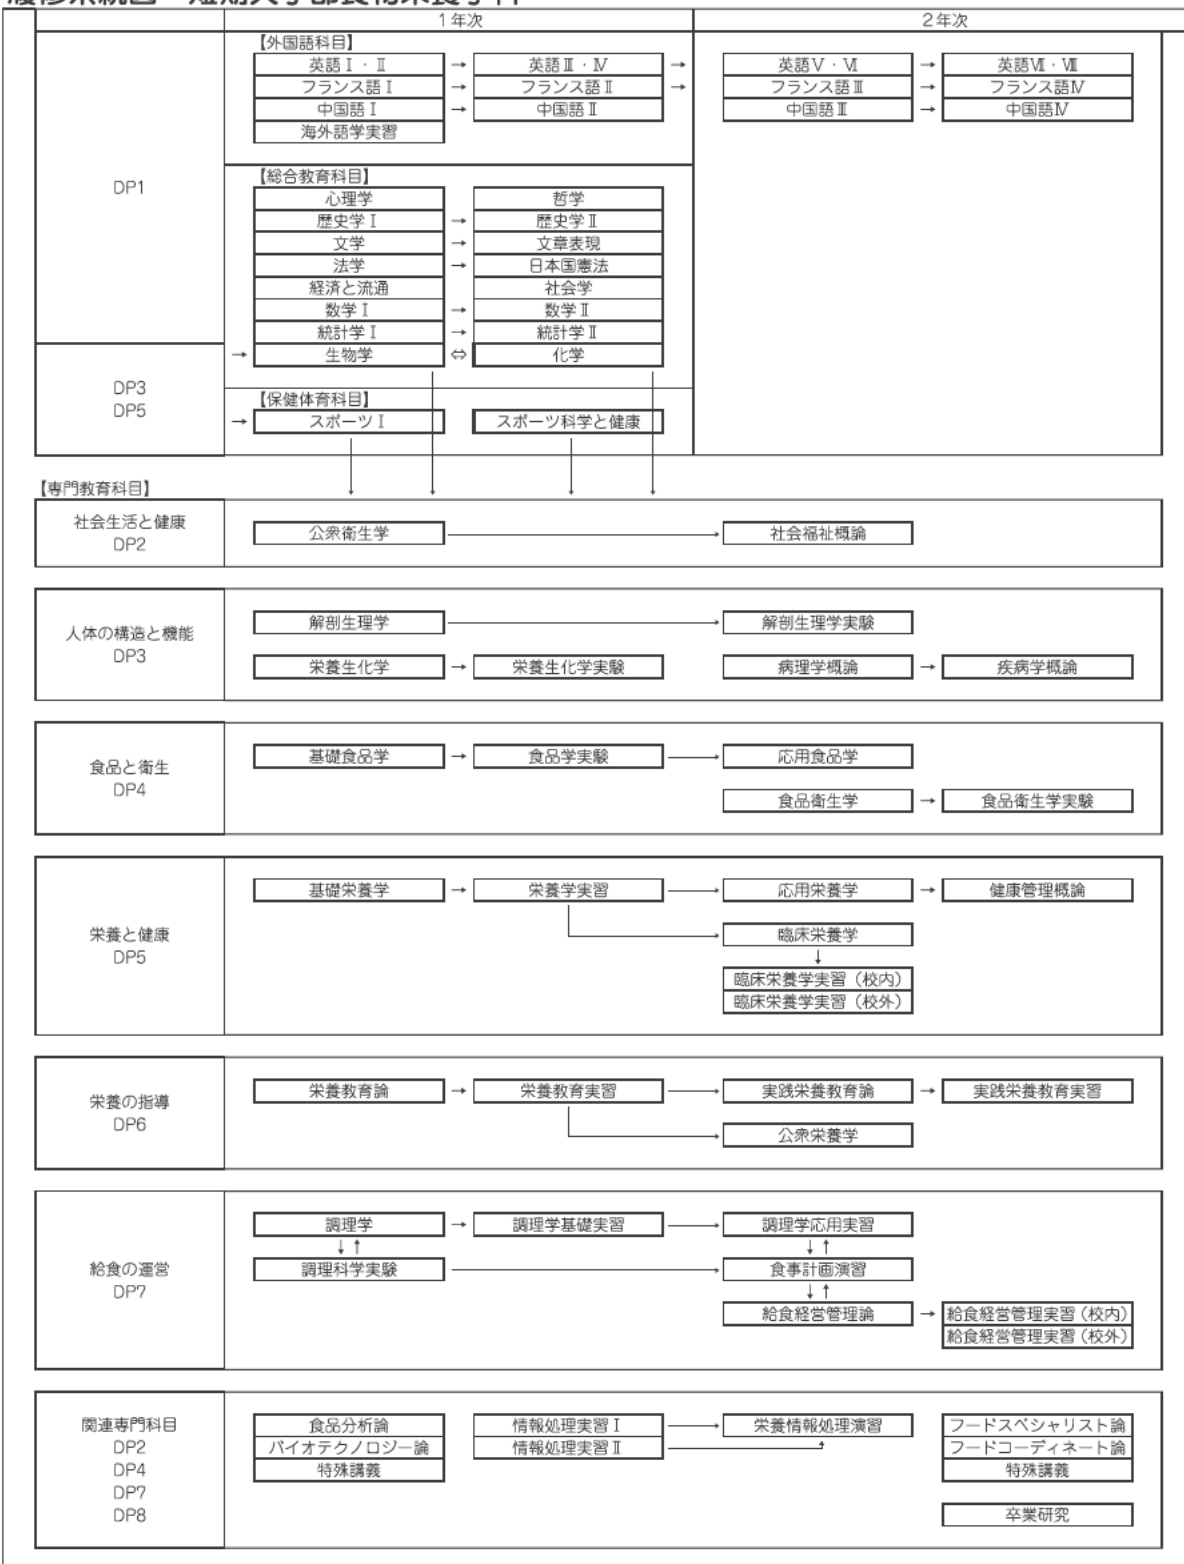 1年次 2年次
【外国語科目】
英語Ⅰ・Ⅱ → 英語Ⅲ・Ⅳ → 英語Ⅴ・Ⅵ → 英語Ⅶ・Ⅷ
フランス語Ⅰ → フランス語Ⅱ → フランス語Ⅲ → フランス語Ⅳ
中国語Ⅰ → 中国語Ⅱ 中国語Ⅲ → 中国語Ⅳ
海外語学実習
DP1
【総合教育科目】
心理学 哲学
歴史学Ⅰ → 歴史学Ⅱ
文学 → 文章表現
法学 → 日本国憲法
経済と流通 社会学
数学Ⅰ → 数学Ⅱ
統計学Ⅰ → 統計学Ⅱ
→ 生物学 ⇔ 化学
DP3
DP5
【保健体育科目】
→ スポーツⅠ スポーツ科学と健康
【専門教育科目】
社会生活と健康
DP2
公衆衛生学 → 社会福祉概論
人体の構造と機能
DP3
解剖生理学 → 解剖生理学実験
栄養生化学 → 栄養生化学実験 病理学概論 → 疾病学概論
食品と衛生
DP4
基礎食品学 → 食品学実験 → 応用食品学
食品衛生学 → 食品衛生学実験
栄養と健康
DP5
基礎栄養学 → 栄養学実習 → 応用栄養学 → 健康管理概論
臨床栄養学
↓
臨床栄養学実習（校内）
臨床栄養学実習（校外）
栄養の指導
DP6
栄養教育論 → 栄養教育実習 → 実践栄養教育論 → 実践栄養教育実習
公衆栄養学
給食の運営
DP7
調理学 → 調理学基礎実習 → 調理学応用実習
↓↑ ↓↑
調理科学実験 → 食事計画演習
↓↑
給食経営管理論 → 給食経営管理実習（校内）
給食経営管理実習（校外）
関連専門科目
DP2
DP4
DP7
DP8
食品分析論 情報処理実習Ⅰ → 栄養情報処理演習 フードスペシャリスト論
バイオテクノロジー論 情報処理実習Ⅱ フードコーディネート論
特殊講義 特殊講義
卒業研究